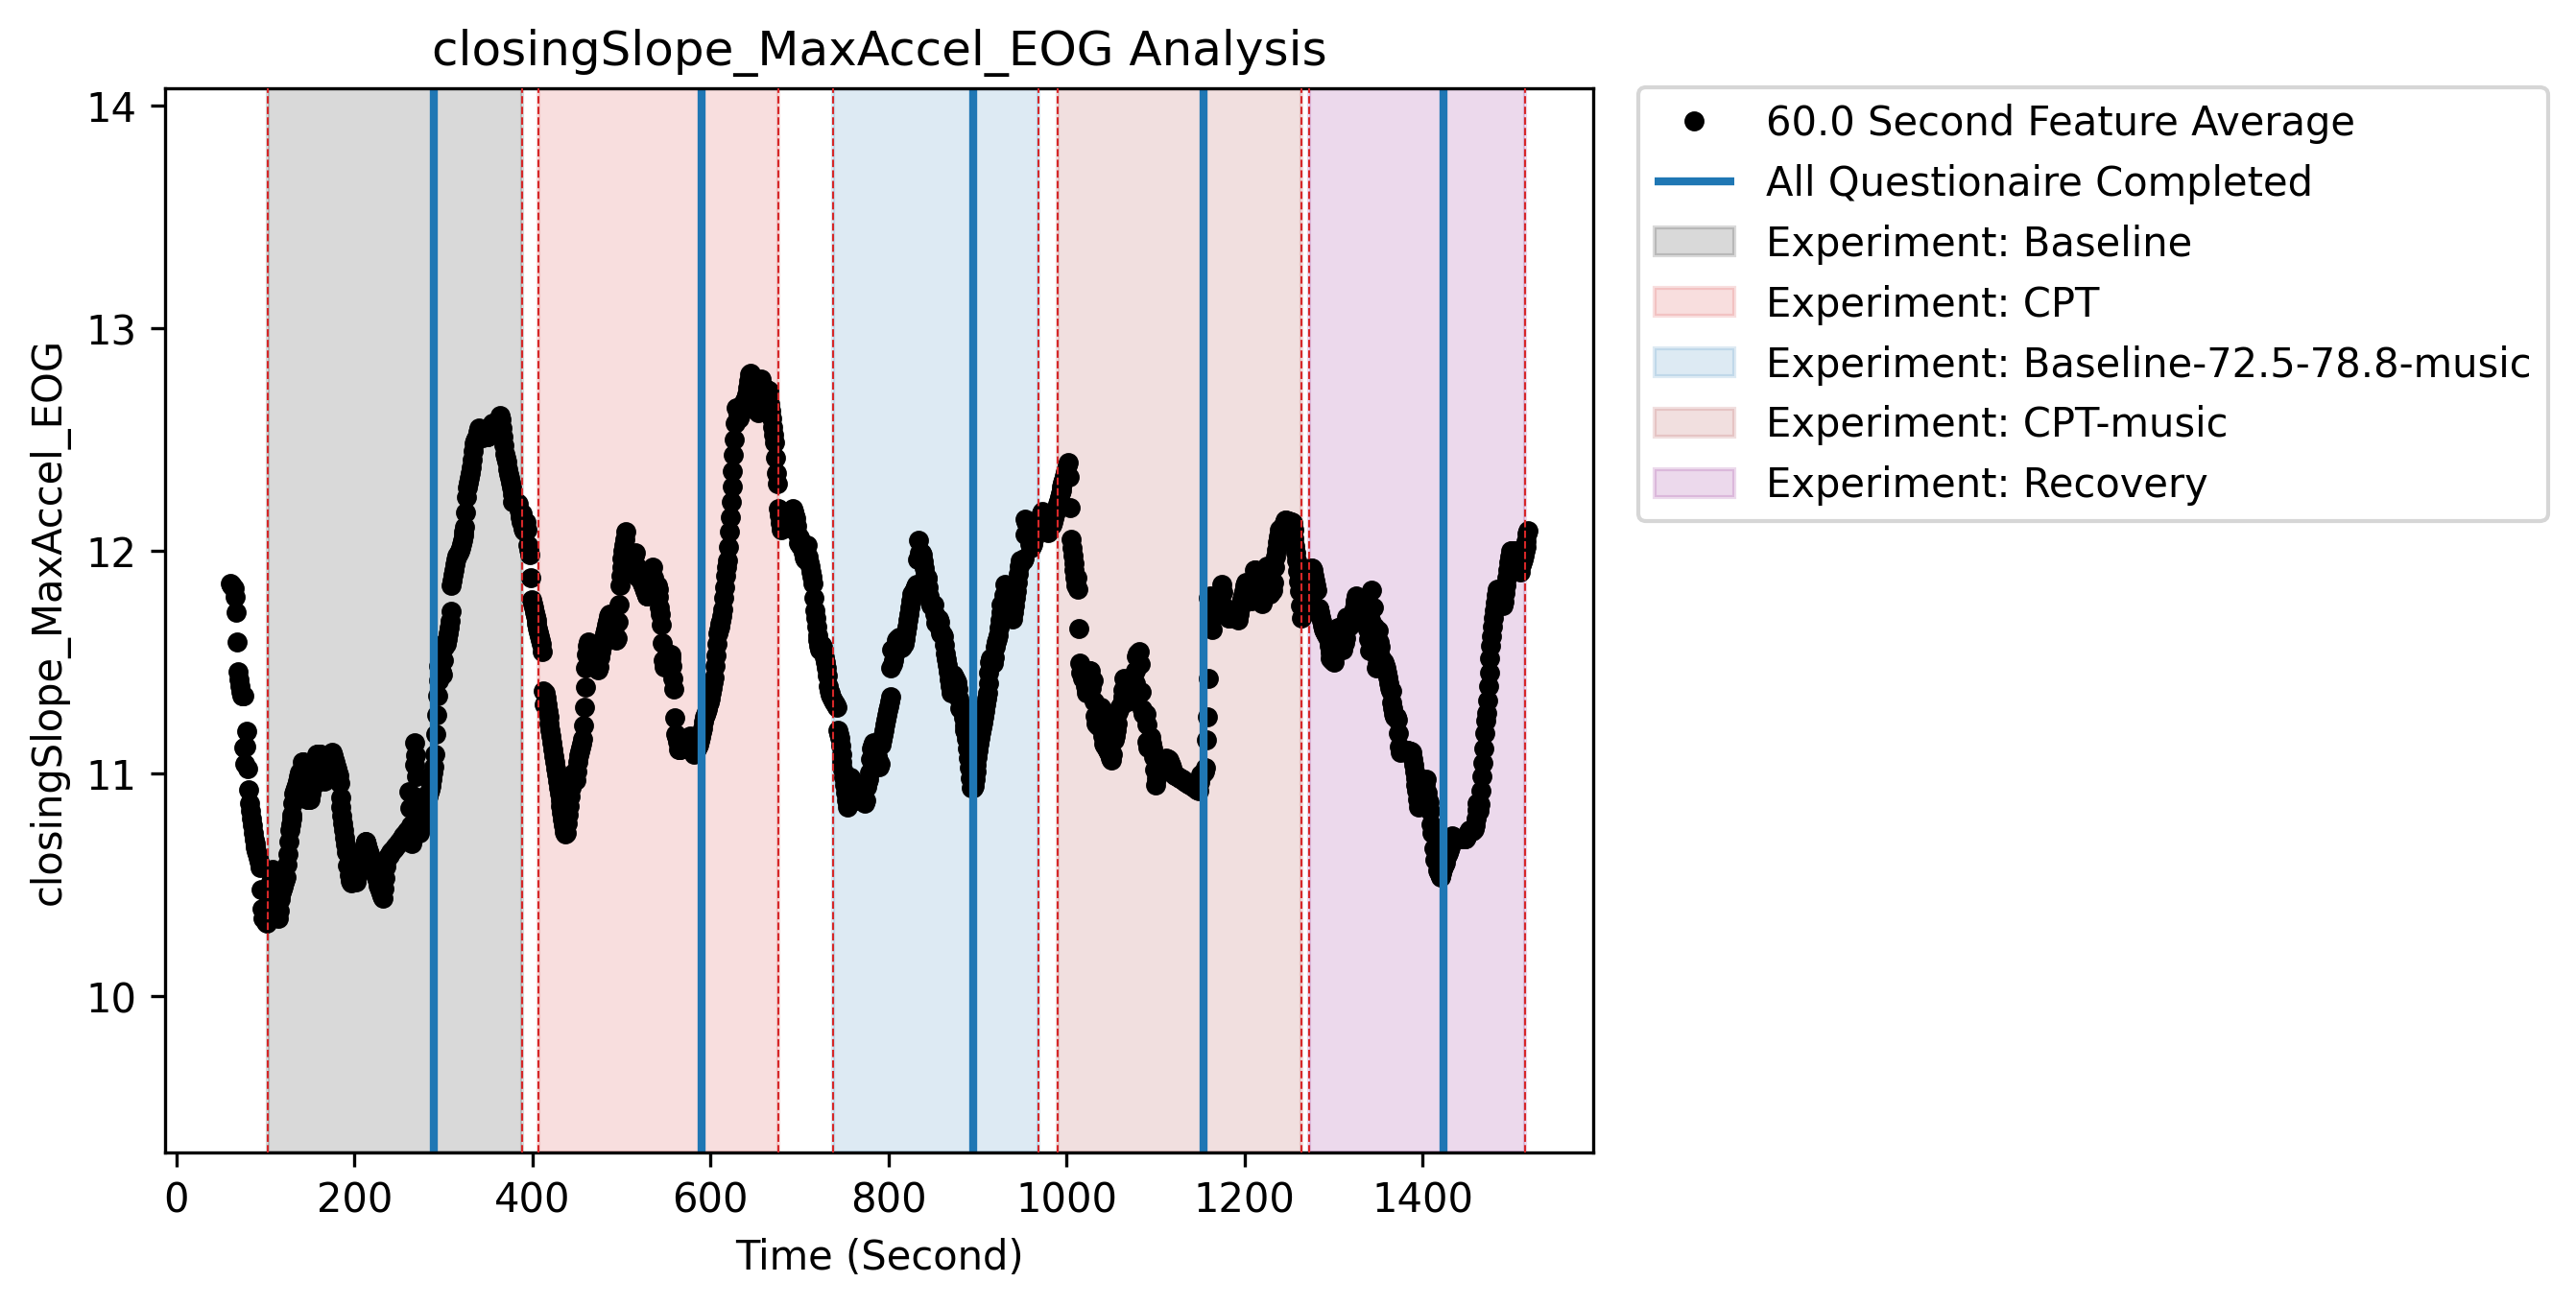 closingSlope_MaxAccel_EOG Analysis
closingSlope_MaxAccel_EOG
14
13
12
11
10
0 200 400 600 800 1000 1200 1400
Time (Second)
60.0 Second Feature Average
All Questionaire Completed
Experiment: Baseline
Experiment: CPT
Experiment: Baseline-72.5-78.8-music
Experiment: CPT-music
Experiment: Recovery